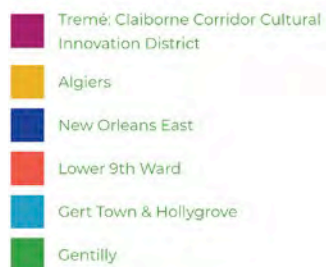 Tremé: Claiborne Corridor Cultural
Innovation District
Algiers
New Orleans East
Lower 9th Ward
Gert Town & Hollygrove
Gentilly